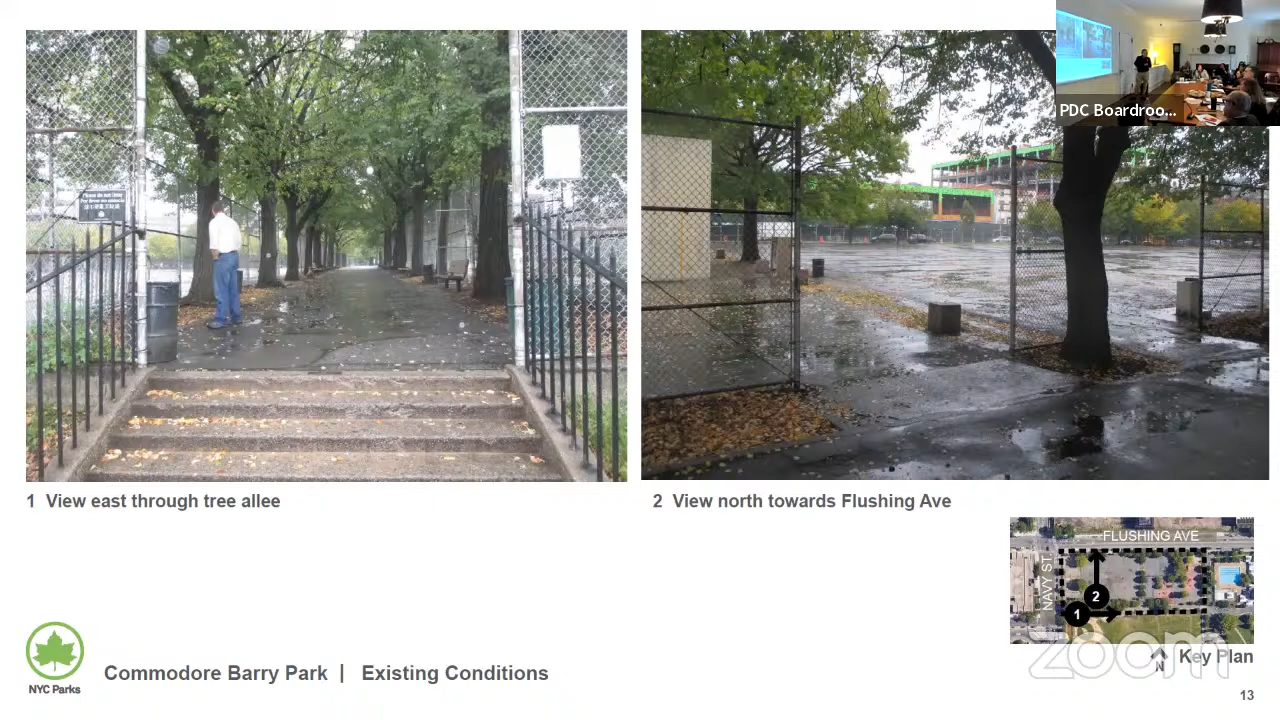 PDC Boardroo...
1 View east through tree allee
2 View north towards Flushing Ave
FLUSHING AVE
NAVY ST.
2
1
zoom
N
Key Plan
NYC Parks
Commodore Barry Park | Existing Conditions
13